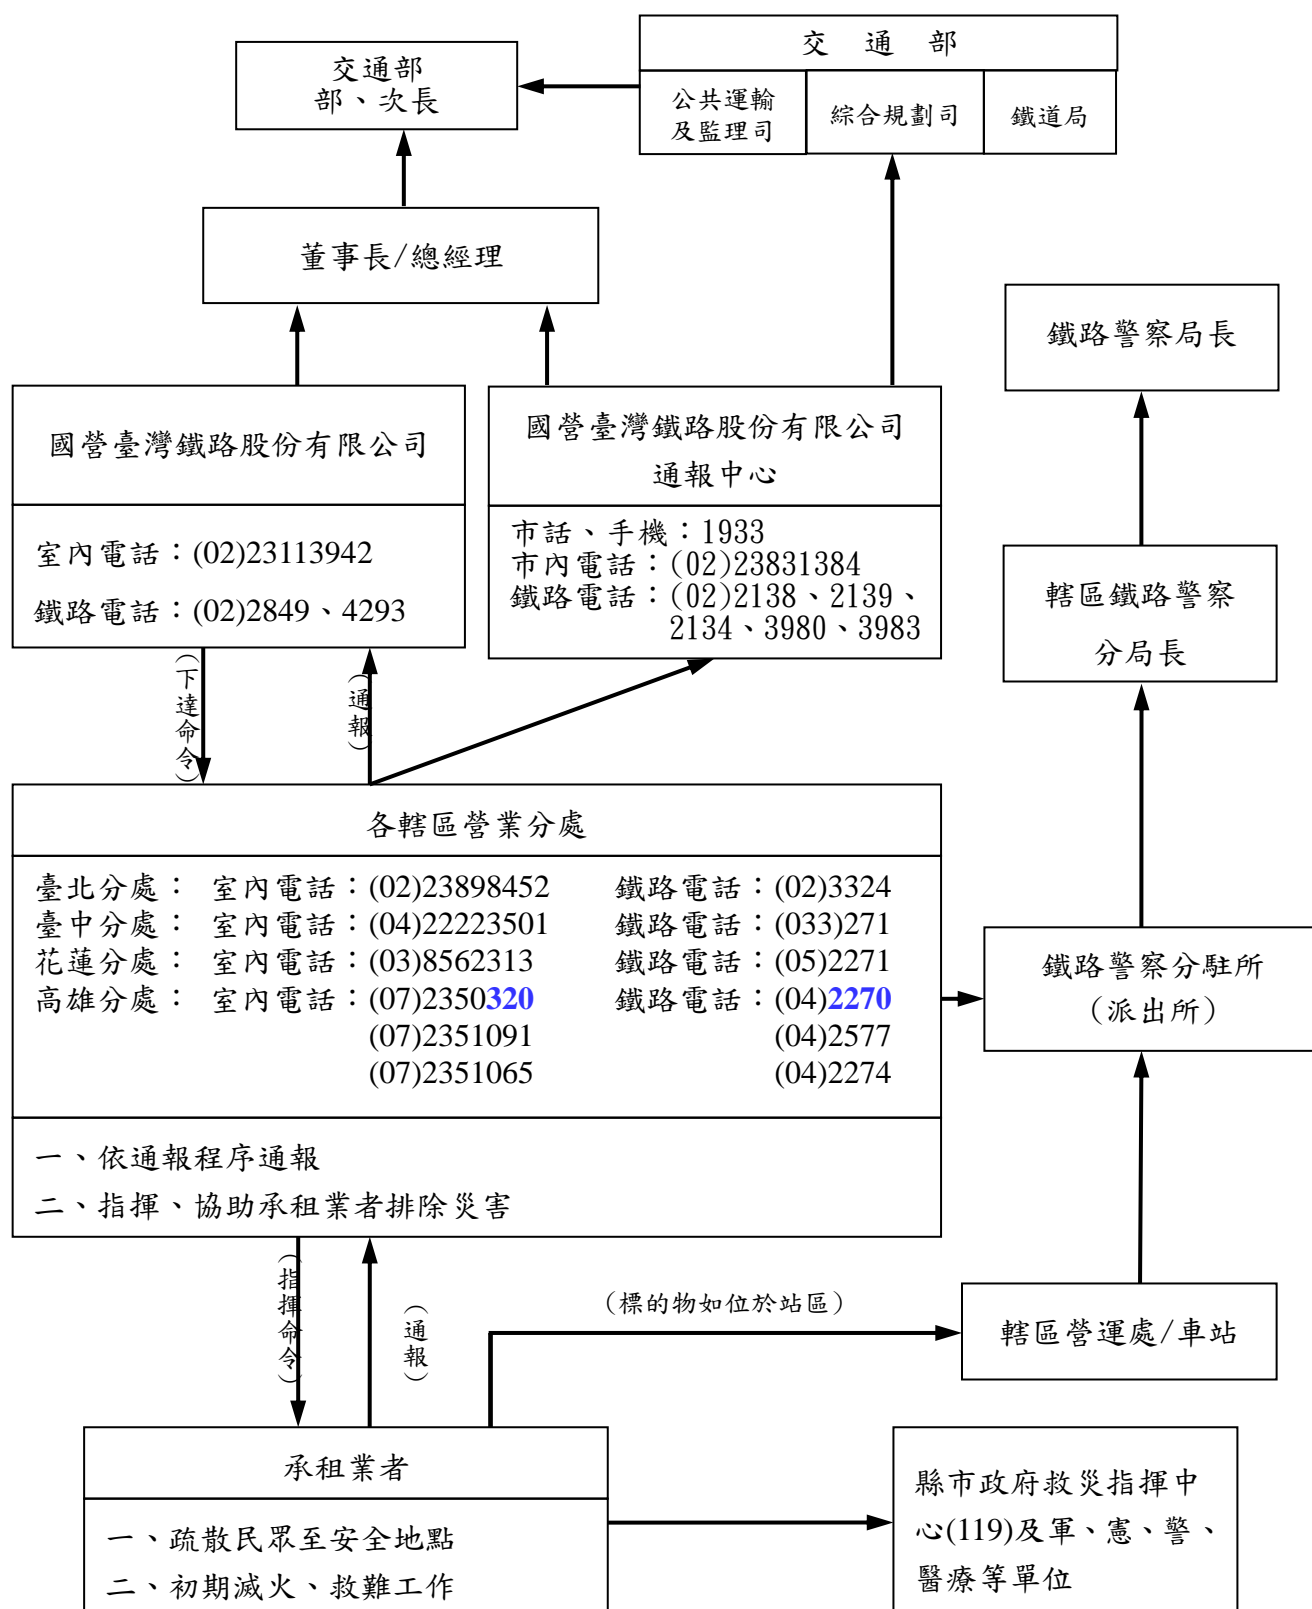 交　通　部
公共運輸
及監理司
綜合規劃司
鐵道局
交通部
部、次長
董事長/總經理
鐵路警察局長
國營臺灣鐵路股份有限公司
室內電話：(02)23113942
鐵路電話：(02)2849、4293
國營臺灣鐵路股份有限公司
通報中心
市話、手機：1933
市內電話：(02)23831384
鐵路電話：(02)2138、2139、
2134、3980、3983
轄區鐵路警察
分局長
(下達命令)
(通報)
各轄區營業分處
臺北分處： 室內電話：(02)23898452 鐵路電話：(02)3324
臺中分處： 室內電話：(04)22223501 鐵路電話：(033)271
花蓮分處： 室內電話：(03)8562313 鐵路電話：(05)2271
高雄分處： 室內電話：(07)2350320 鐵路電話：(04)2270
(07)2351091 (04)2577
(07)2351065 (04)2274
一、依通報程序通報
二、指揮、協助承租業者排除災害
鐵路警察分駐所
(派出所)
(指揮命令)
(通報)
(標的物如位於站區)
轄區營運處/車站
承租業者
一、疏散民眾至安全地點
二、初期滅火、救難工作
縣市政府救災指揮中
心(119)及軍、憲、警、
醫療等單位